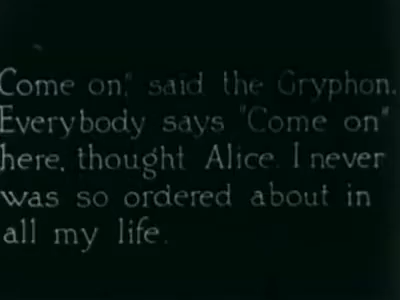 Come on," said the Gryphon.
Everybody says "Come on"
here, thought Alice. I never
was so ordered about in
all my life.